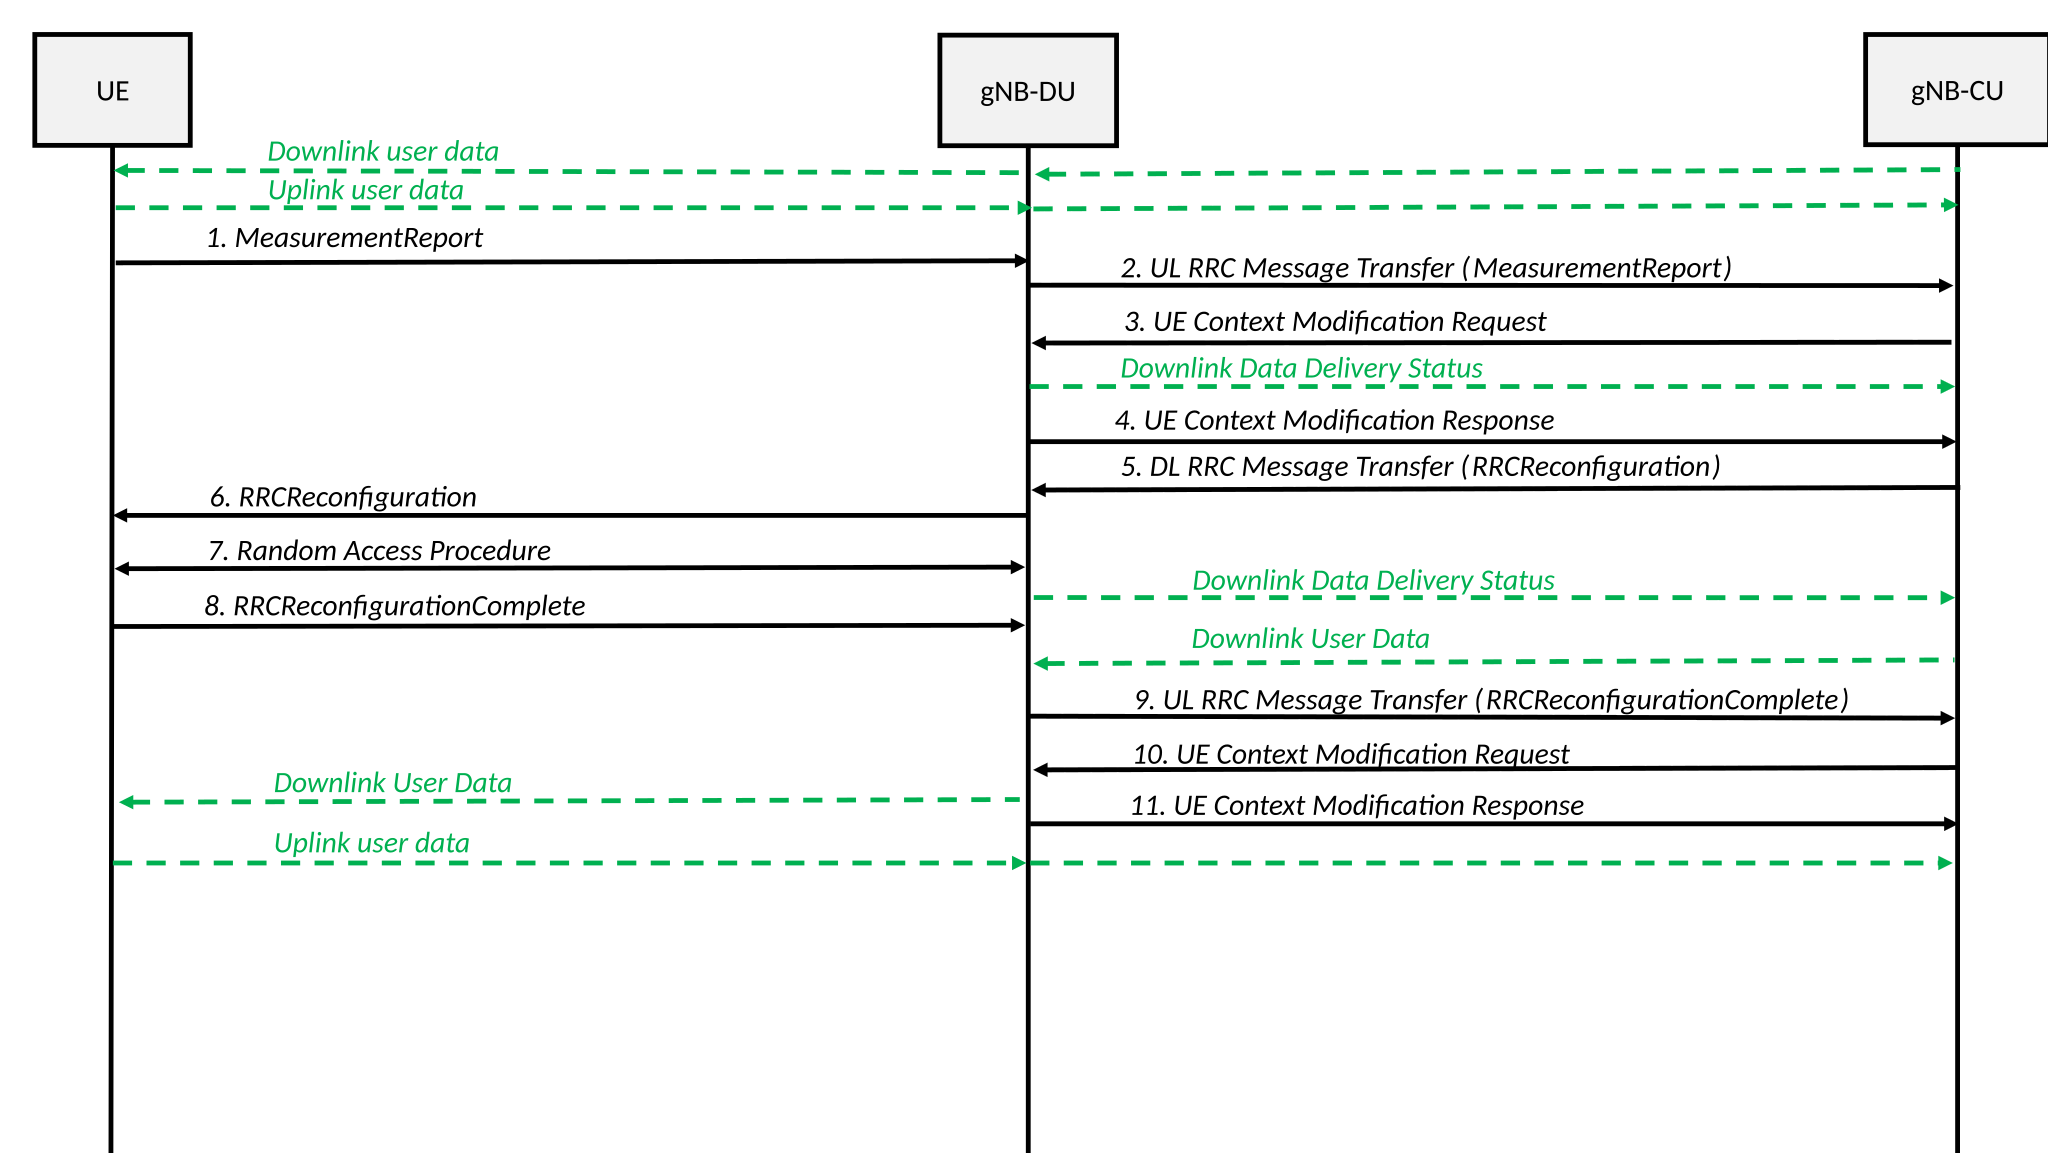 UE
gNB-DU
gNB-CU
Downlink user data
Uplink user data
1. MeasurementReport
2. UL RRC Message Transfer (MeasurementReport)
3. UE Context Modification Request
Downlink Data Delivery Status
4. UE Context Modification Response
5. DL RRC Message Transfer (RRCReconfiguration)
6. RRCReconfiguration
7. Random Access Procedure
Downlink Data Delivery Status
8. RRCReconfigurationComplete
Downlink User Data
9. UL RRC Message Transfer (RRCReconfigurationComplete)
10. UE Context Modification Request
Downlink User Data
11. UE Context Modification Response
Uplink user data